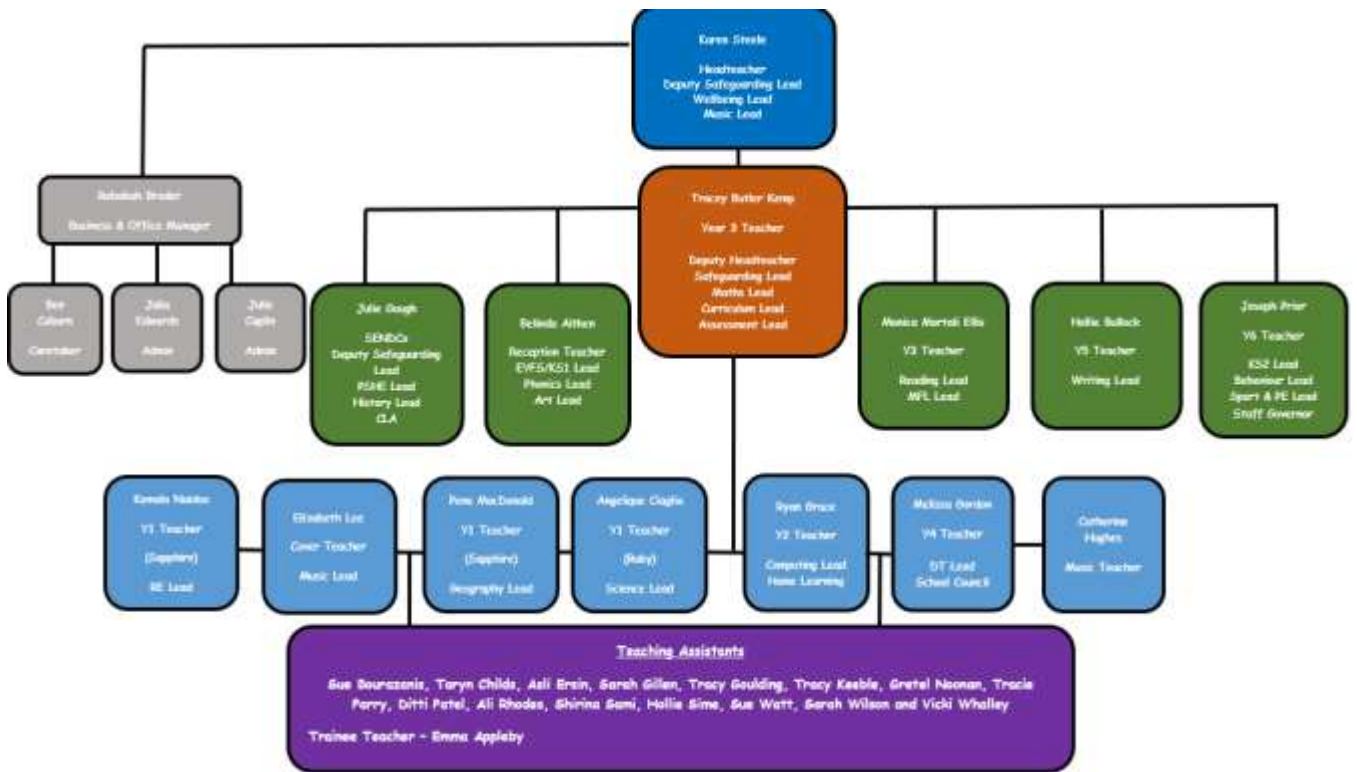 Karen Steele
Headteacher
Deputy Safeguarding Lead
Wellbeing Lead
Music Lead
Business & Office Manager
Tracey Butler Kemp
Year 3 Teacher
Deputy Headteacher
Safeguarding Lead
Maths Lead
Curriculum Lead
Assessment Lead
Caretaker
Julie
Edwards
Admin
Julie
Admin
Julie Gough
SENDCo
Deputy Safeguarding
Lead
PSHE Lead
History Lead
CLA
Belinda Aitken
Reception Teacher
EYFS/KS1 Lead
Phonics Lead
Art Lead
Monica Martoli Ellis
Y3 Teacher
Reading Lead
MFL Lead
Hollie Bullock
Y5 Teacher
Writing Lead
Joseph Prior
Y6 Teacher
KS2 Lead
Behaviour Lead
Sport & PE Lead
Staff Governor
Teacher
(Sapphire)
RE Lead
Elizabeth Lee
Cover Teacher
Music Lead
MacDonald
Y1 Teacher
(Sapphire)
Geography Lead
Angelique
Y1 Teacher
(Ruby)
Science Lead
Ryan
Y2 Teacher
Computing Lead
Home Learning
Melissa Gordon
Y4 Teacher
DT Lead
School Council
Catherine
Hughes
Music Teacher
Teaching Assistants
Sue Bourazanis, Taryn Childs, Asli Ersin, Sarah Gillen, Tracy Goulding, Tracy Keeble, Gretel Noonan, Tracie
Parry, Ditti Patel, Ali Rhodes, Shirina Sami, Hollie Sime, Sue Watt, Sarah Wilson and Vicki Whalley
Trainee Teacher – Emma Appleby